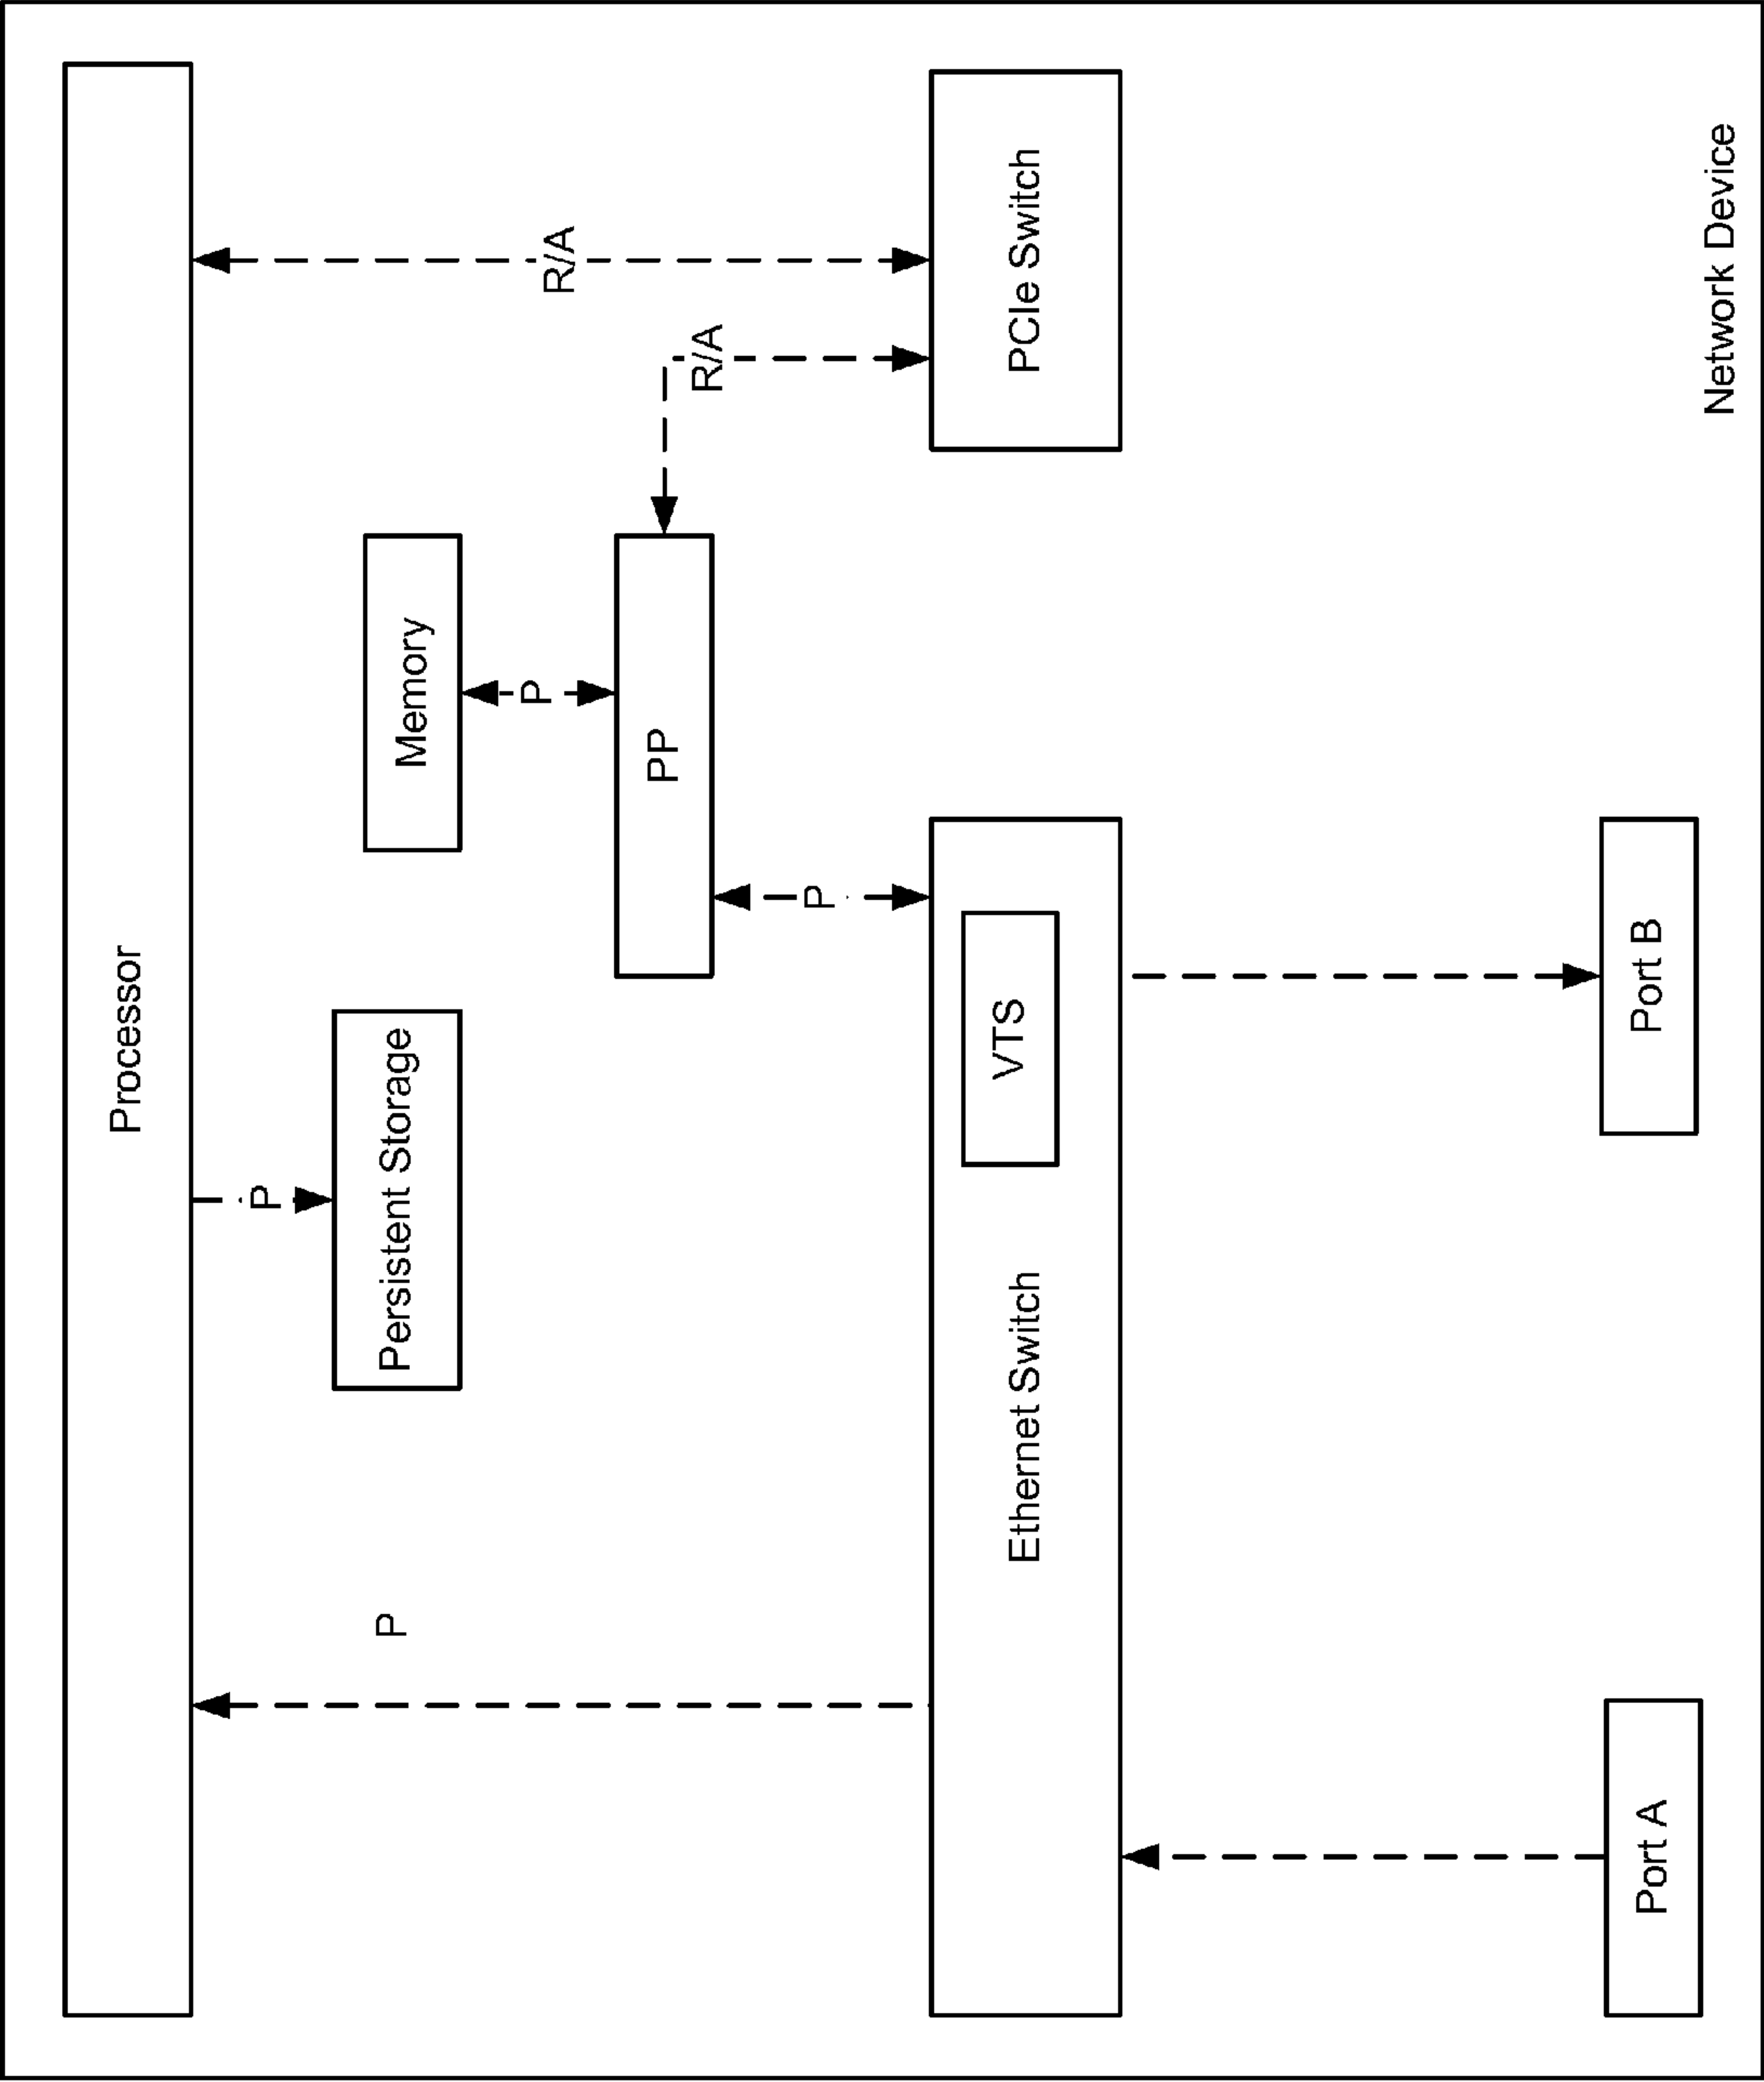 Processor
P
P
Persistent Storage
Memory
R/A
P
PP
R/A
P
Ethernet Switch
VTS
PCIe Switch
Port A
Port B
Network Device